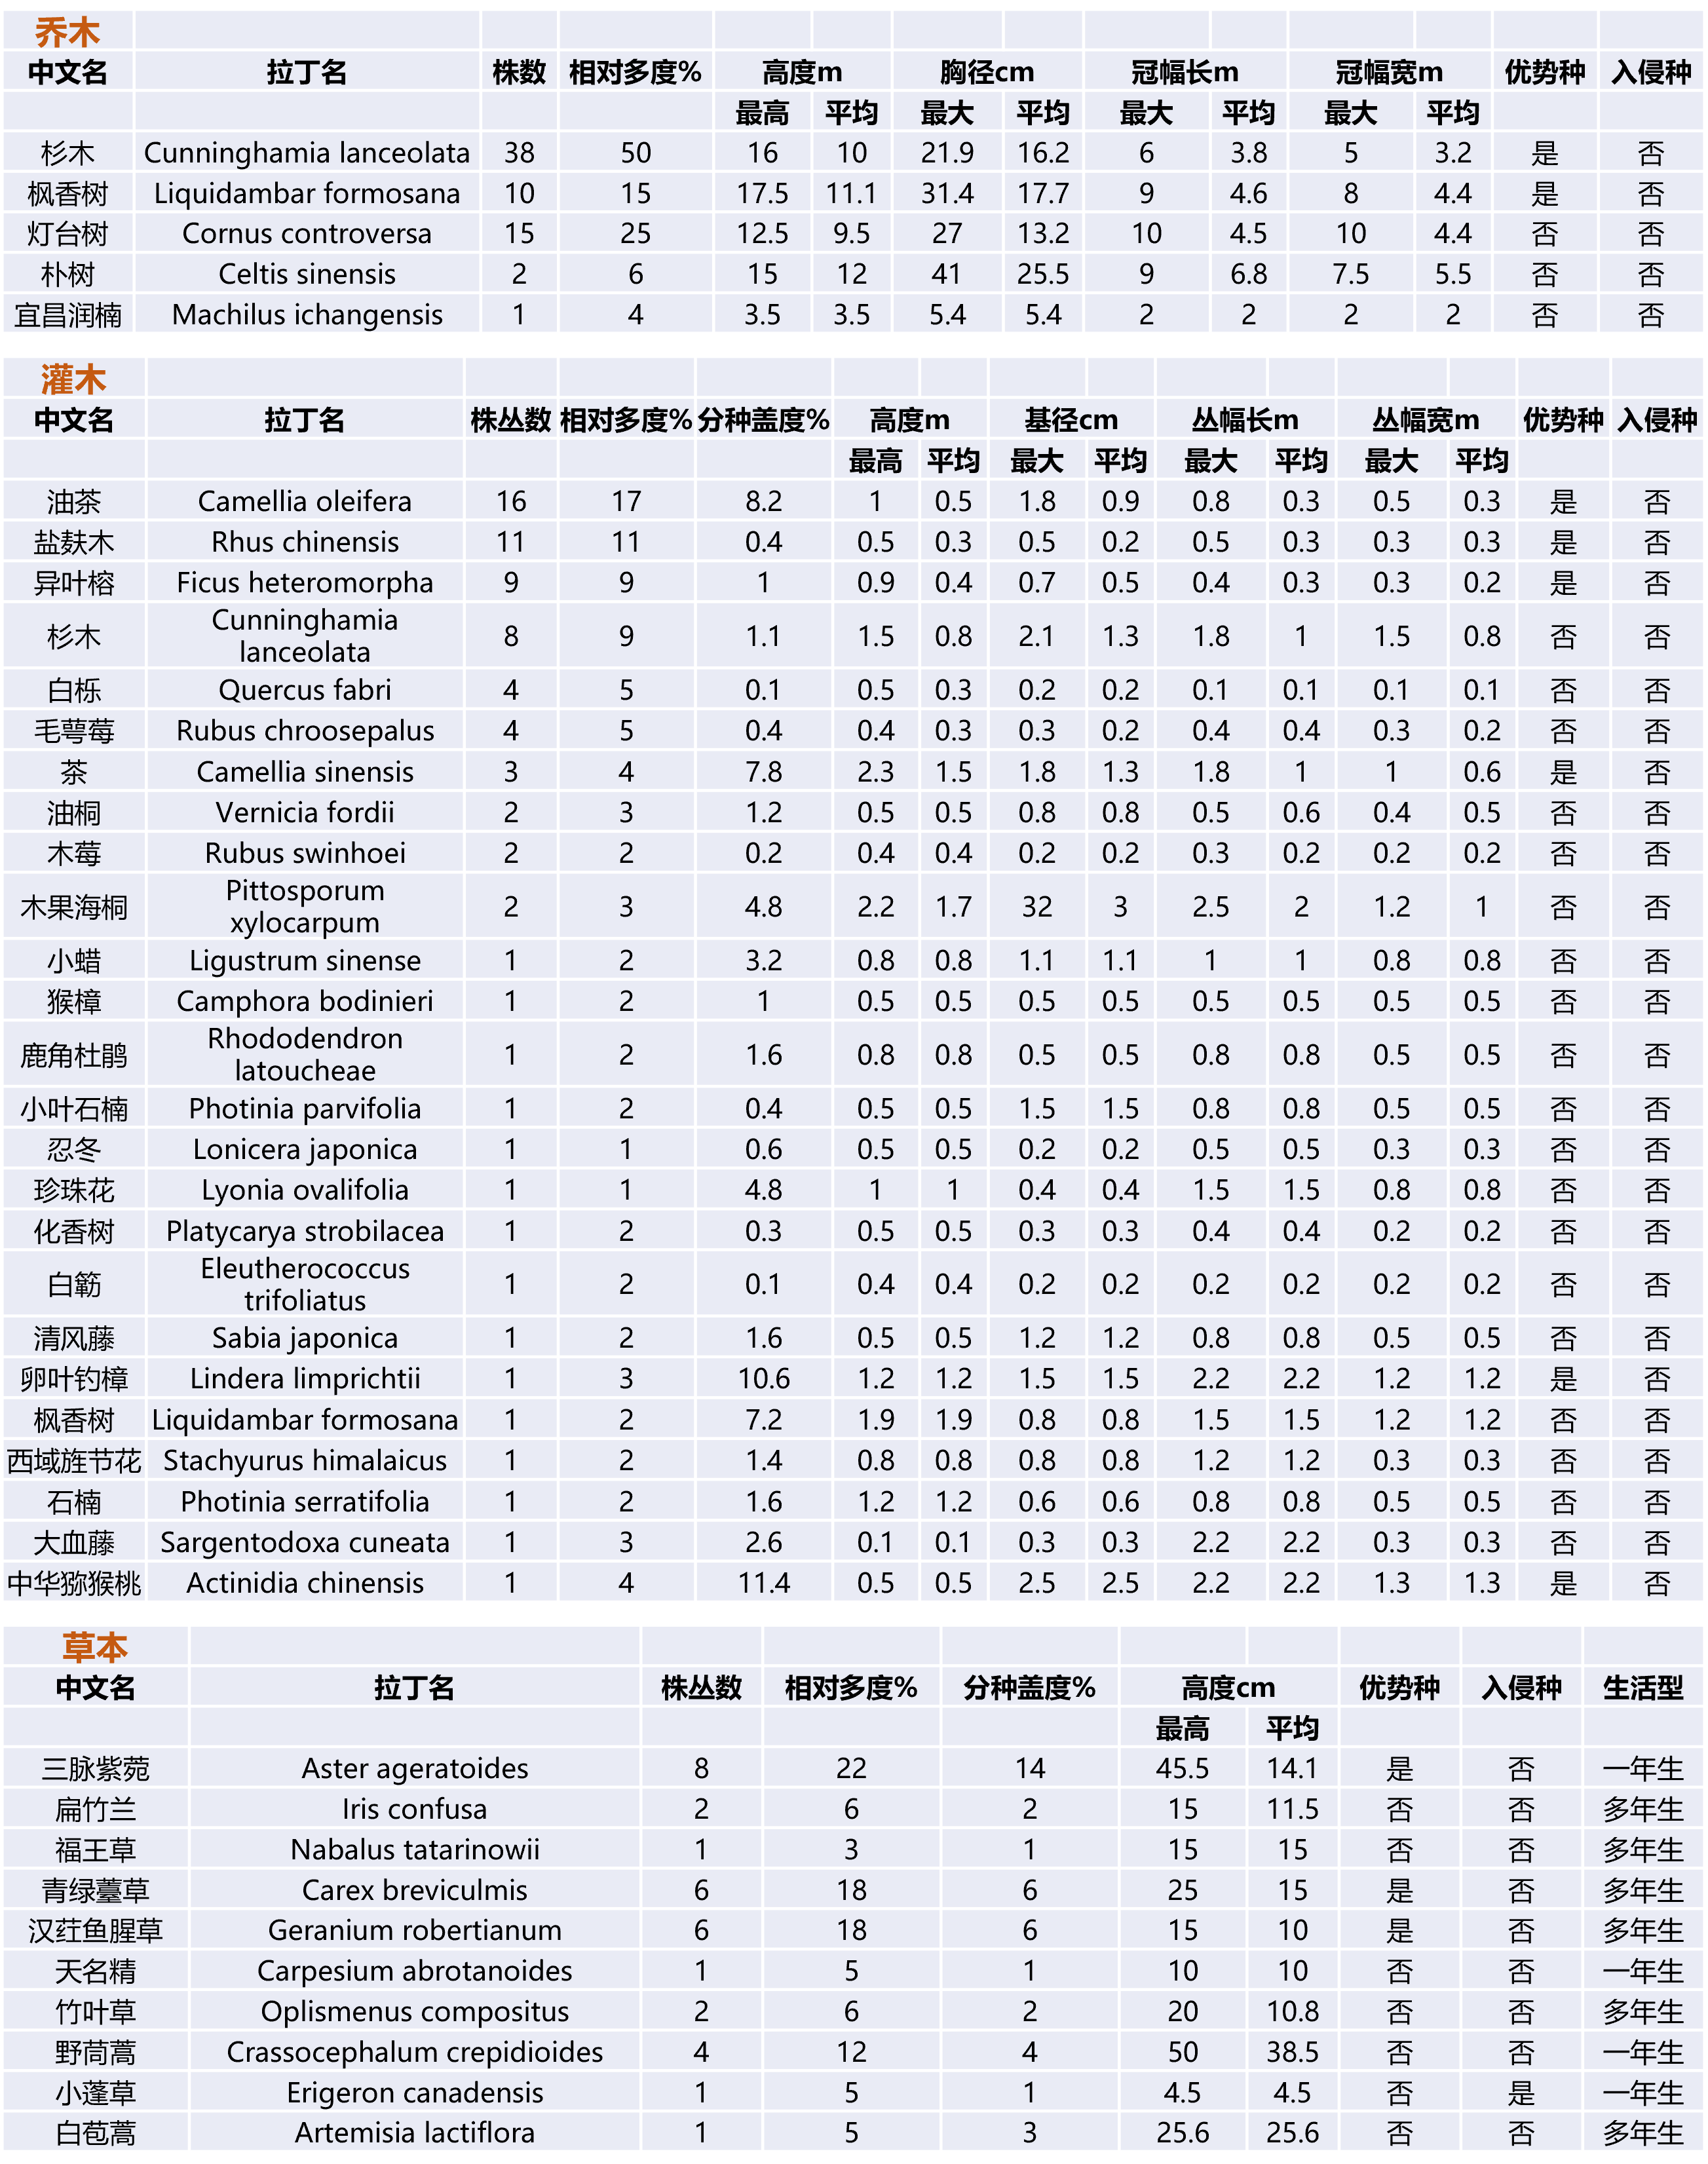 乔木
中文名 拉丁名 株数 相对多度% 高度m 胸径cm 冠幅长m 冠幅宽m 优势种 入侵种
最高 平均 最大 平均 最大 平均 最大 平均
杉木 Cunninghamia lanceolata 38 50 16 10 21.9 16.2 6 3.8 5 3.2 是 否
枫香树 Liquidambar formosana 10 15 17.5 11.1 31.4 17.7 9 4.6 8 4.4 是 否
灯台树 Cornus controversa 15 25 12.5 9.5 27 13.2 10 4.5 10 4.4 否 否
朴树 Celtis sinensis 2 6 15 12 41 25.5 9 6.8 7.5 5.5 否 否
宜昌润楠 Machilus ichangensis 1 4 3.5 3.5 5.4 5.4 2 2 2 2 否 否
灌木
中文名 拉丁名 株丛数 相对多度% 分种盖度% 高度m 基径cm 丛幅长m 丛幅宽m 优势种 入侵种
最高 平均 最大 平均 最大 平均 最大 平均
油茶 Camellia oleifera 16 17 8.2 1 0.5 1.8 0.9 0.8 0.3 0.5 0.3 是 否
盐麸木 Rhus chinensis 11 11 0.4 0.5 0.3 0.5 0.2 0.5 0.3 0.3 0.3 是 否
异叶榕 Ficus heteromorpha 9 9 1 0.9 0.4 0.7 0.5 0.4 0.3 0.3 0.2 是 否
杉木 Cunninghamia lanceolata 8 9 1.1 1.5 0.8 2.1 1.3 1.8 1 1.5 0.8 否 否
白栎 Quercus fabri 4 5 0.1 0.5 0.3 0.2 0.2 0.1 0.1 0.1 0.1 否 否
毛萼莓 Rubus chroosepalus 4 5 0.4 0.4 0.3 0.3 0.2 0.4 0.4 0.3 0.2 否 否
茶 Camellia sinensis 3 4 7.8 2.3 1.5 1.8 1.3 1.8 1 1 0.6 是 否
油桐 Vernicia fordii 2 3 1.2 0.5 0.5 0.8 0.8 0.5 0.6 0.4 0.5 否 否
木莓 Rubus swinhoei 2 2 0.2 0.4 0.4 0.2 0.2 0.3 0.2 0.2 0.2 否 否
木果海桐 Pittosporum xylocarpum 2 3 4.8 2.2 1.7 32 3 2.5 2 1.2 1 否 否
小蜡 Ligustrum sinense 1 2 3.2 0.8 0.8 1.1 1.1 1 1 0.8 0.8 否 否
猴樟 Camphora bodinieri 1 2 1 0.5 0.5 0.5 0.5 0.5 0.5 0.5 0.5 否 否
鹿角杜鹃 Rhododendron latoucheae 1 2 1.6 0.8 0.8 0.5 0.5 0.8 0.8 0.5 0.5 否 否
小叶石楠 Photinia parvifolia 1 2 0.4 0.5 0.5 1.5 1.5 0.8 0.8 0.5 0.5 否 否
忍冬 Lonicera japonica 1 1 0.6 0.5 0.5 0.2 0.2 0.5 0.5 0.3 0.3 否 否
珍珠花 Lyonia ovalifolia 1 1 4.8 1 1 0.4 0.4 1.5 1.5 0.8 0.8 否 否
化香树 Platycarya strobilacea 1 2 0.3 0.5 0.5 0.3 0.3 0.4 0.4 0.2 0.2 否 否
白簕 Eleutherococcus trifoliatus 1 2 0.1 0.4 0.4 0.2 0.2 0.2 0.2 0.2 0.2 否 否
清风藤 Sabia japonica 1 2 1.6 0.5 0.5 1.2 1.2 0.8 0.8 0.5 0.5 否 否
卵叶钓樟 Lindera limprichtii 1 3 10.6 1.2 1.2 1.5 1.5 2.2 2.2 1.2 1.2 是 否
枫香树 Liquidambar formosana 1 2 7.2 1.9 1.9 0.8 0.8 1.5 1.5 1.2 1.2 否 否
西域旌节花 Stachyurus himalaicus 1 2 1.4 0.8 0.8 0.8 0.8 1.2 1.2 0.3 0.3 否 否
石楠 Photinia serratifolia 1 2 1.6 1.2 1.2 0.6 0.6 0.8 0.8 0.5 0.5 否 否
大血藤 Sargentodoxa cuneata 1 3 2.6 0.1 0.1 0.3 0.3 2.2 2.2 0.3 0.3 否 否
中华猕猴桃 Actinidia chinensis 1 4 11.4 0.5 0.5 2.5 2.5 2.2 2.2 1.3 1.3 是 否
草本
中文名 拉丁名 株丛数 相对多度% 分种盖度% 高度cm 优势种 入侵种 生活型
最高 平均
三脉紫菀 Aster ageratoides 8 22 14 45.5 14.1 是 否 一年生
扁竹兰 Iris confusa 2 6 2 15 11.5 否 否 多年生
福王草 Nabalus tatarinowii 1 3 1 15 15 否 否 多年生
青绿薹草 Carex breviculmis 6 18 6 25 15 是 否 多年生
汉荭鱼腥草 Geranium robertianum 6 18 6 15 10 是 否 多年生
天名精 Carpesium abrotanoides 1 5 1 10 10 否 否 一年生
竹叶草 Oplismenus compositus 2 6 2 20 10.8 否 否 多年生
野茼蒿 Crassocephalum crepidioides 4 12 4 50 38.5 否 否 一年生
小蓬草 Erigeron canadensis 1 5 1 4.5 4.5 否 是 一年生
白苞蒿 Artemisia lactiflora 1 5 3 25.6 25.6 否 否 多年生